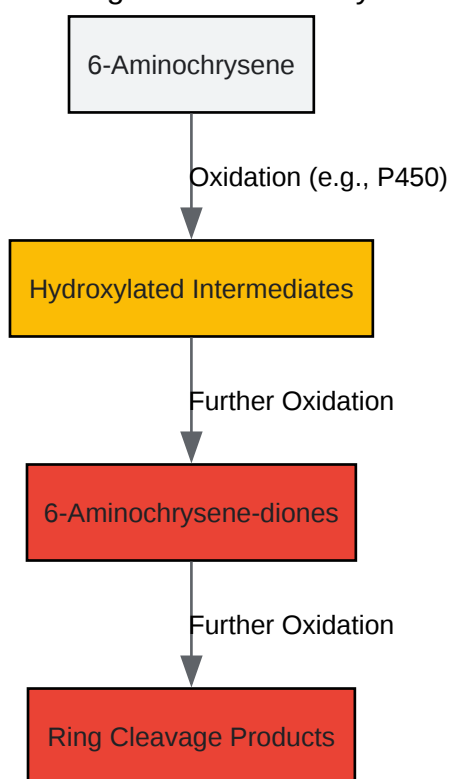 6-Aminochrysene
Oxidation (e.g., P450)
Hydroxylated Intermediates
Further Oxidation
6-Aminochrysene-diones
Further Oxidation
Ring Cleavage Products